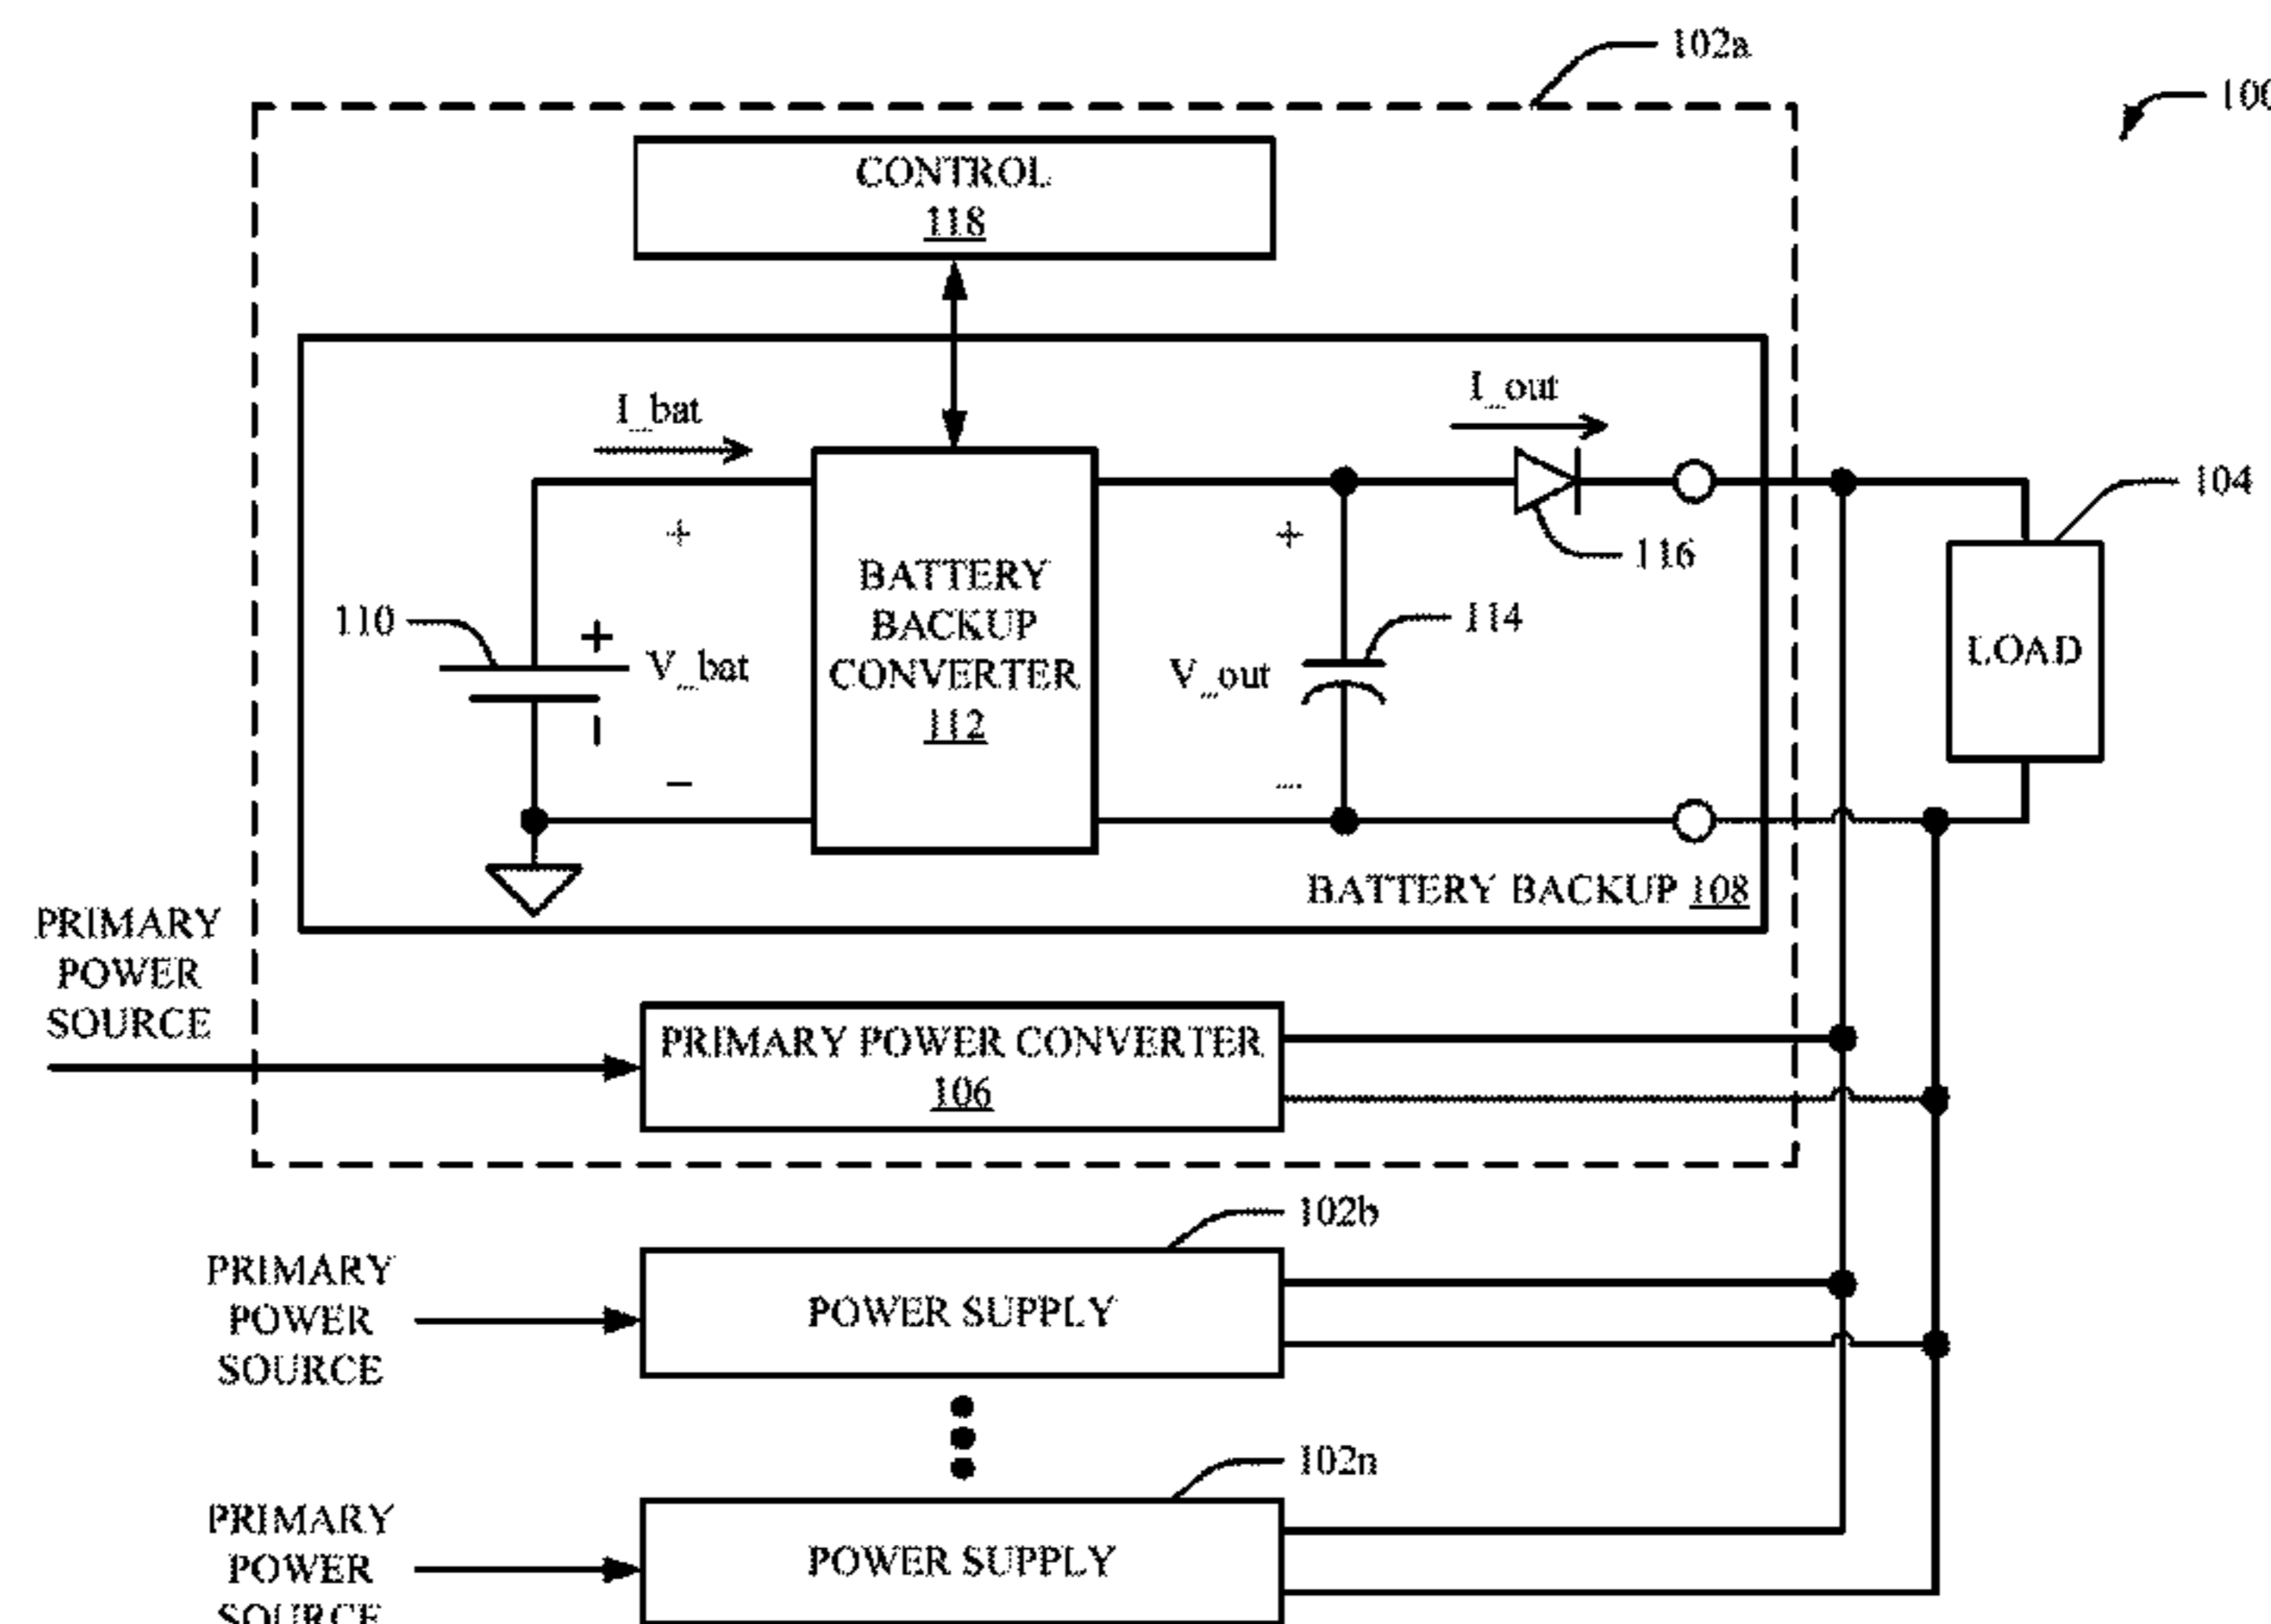 102a
100
CONTROL
118
I_bat
I_out
+
+
116
104
BATTERY
BACKUP
CONVERTER
112
110
+
V_bat
−
V_out
114
LOAD
−
−
BATTERY BACKUP 108
PRIMARY
POWER
SOURCE
PRIMARY POWER CONVERTER
106
102b
PRIMARY
POWER
SOURCE
POWER SUPPLY
102n
PRIMARY
POWER
SOURCE
POWER SUPPLY